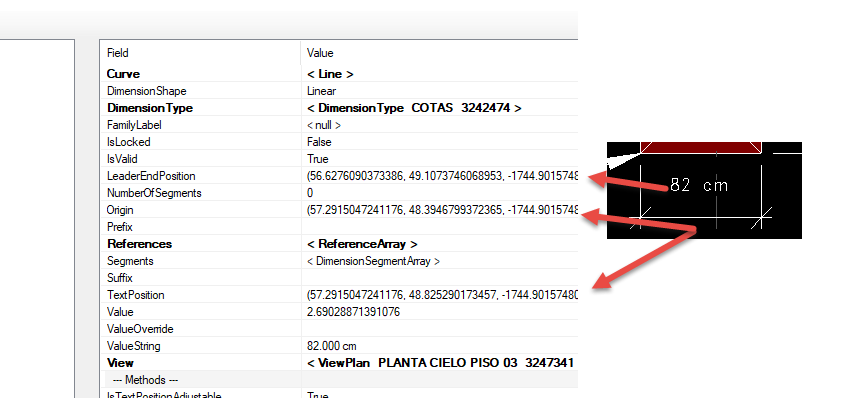 Field Value
Curve < Line >
DimensionShape Linear
DimensionType < DimensionType COTAS 3242474 >
FamilyLabel < null >
IsLocked False
IsValid True
LeaderEndPosition (56.6276090373386, 49.1073746068953, -1744.9015748
NumberOfSegments 0
Origin (57.2915047241176, 48.3946799372365, -1744.9015748
Prefix
References < ReferenceArray >
Segments < DimensionSegmentArray >
Suffix
TextPosition (57.2915047241176, 48.825290173457, -1744.90157480
Value 2.69028871391076
ValueOverride
ValueString 82.000 cm
View < ViewPlan PLANTA CIELO PISO 03 3247341
--- Methods ---
IsTextPositionAdjustable True
82 cm